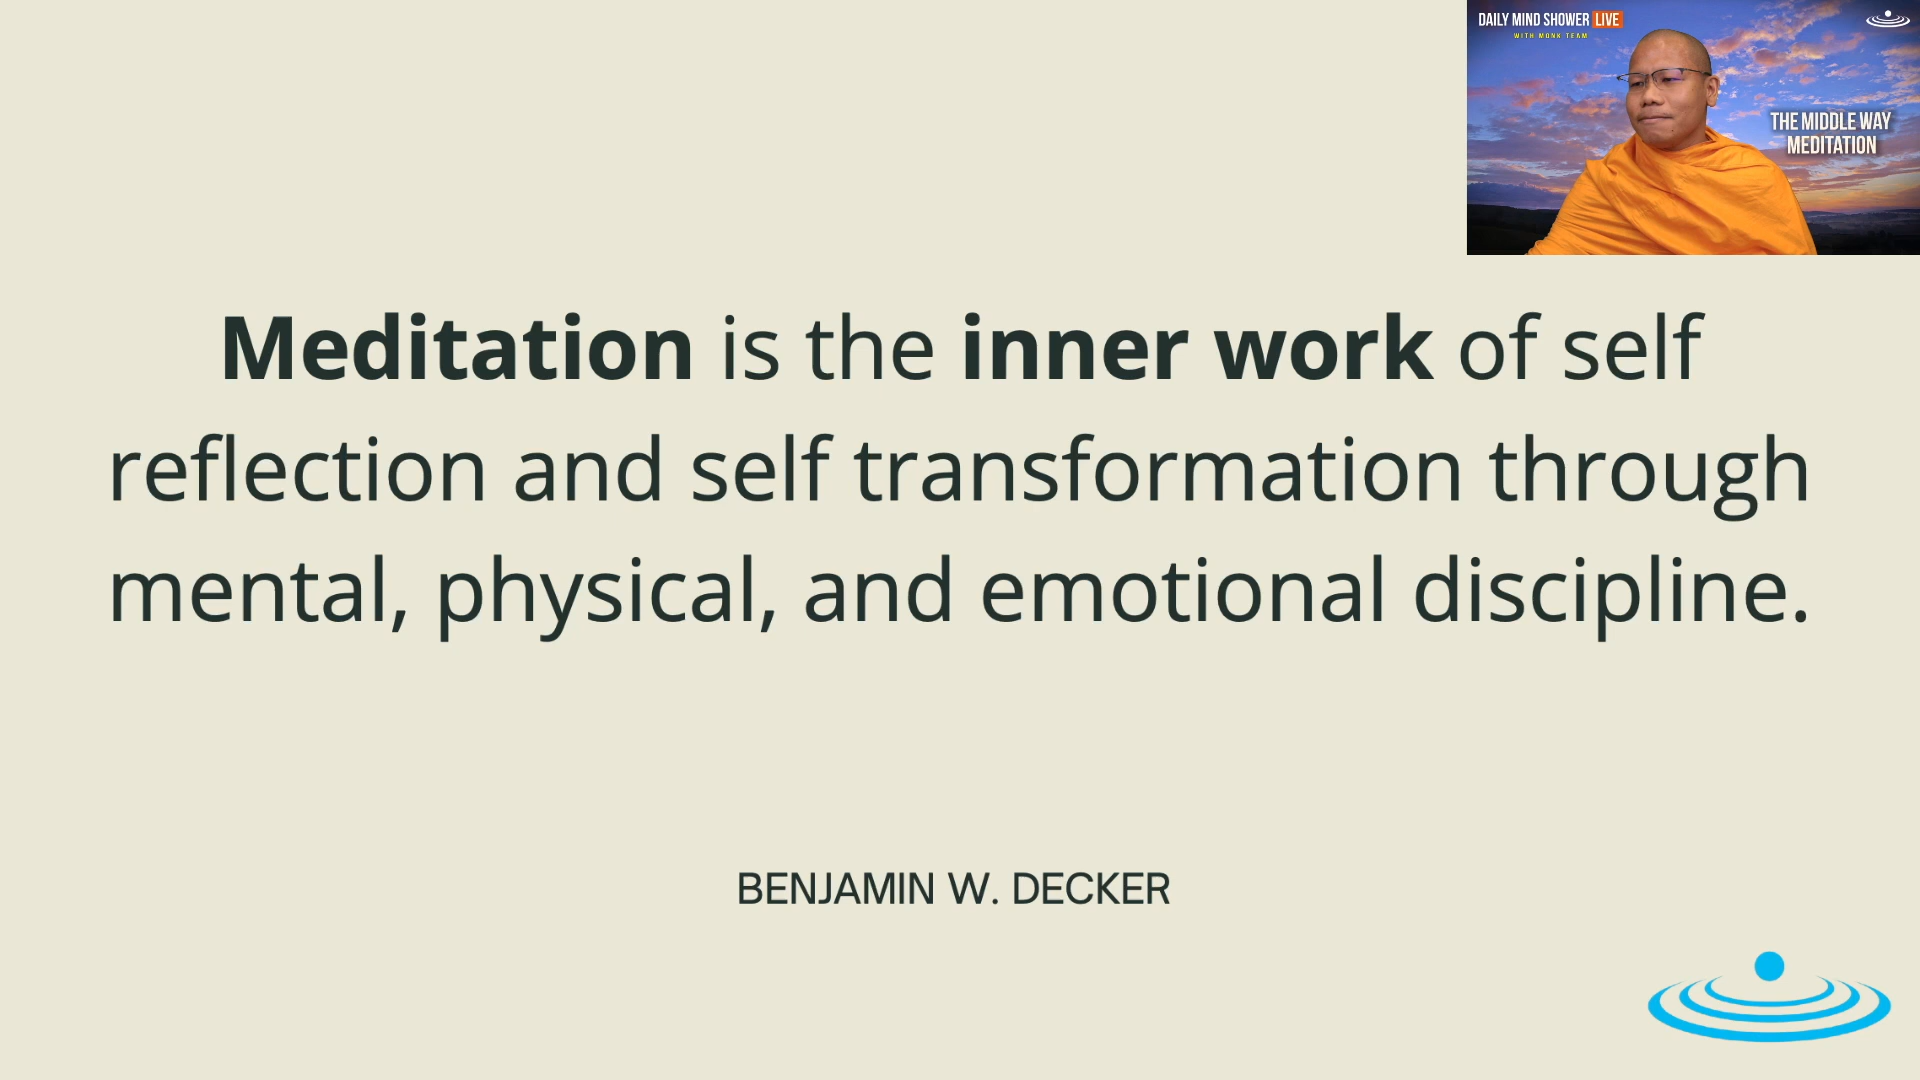 DAILY MIND SHOWER LIVE
WITH MONK TEAM
THE MIDDLE WAY
MEDITATION
Meditation is the inner work of self
reflection and self transformation through
mental, physical, and emotional discipline.
BENJAMIN W. DECKER